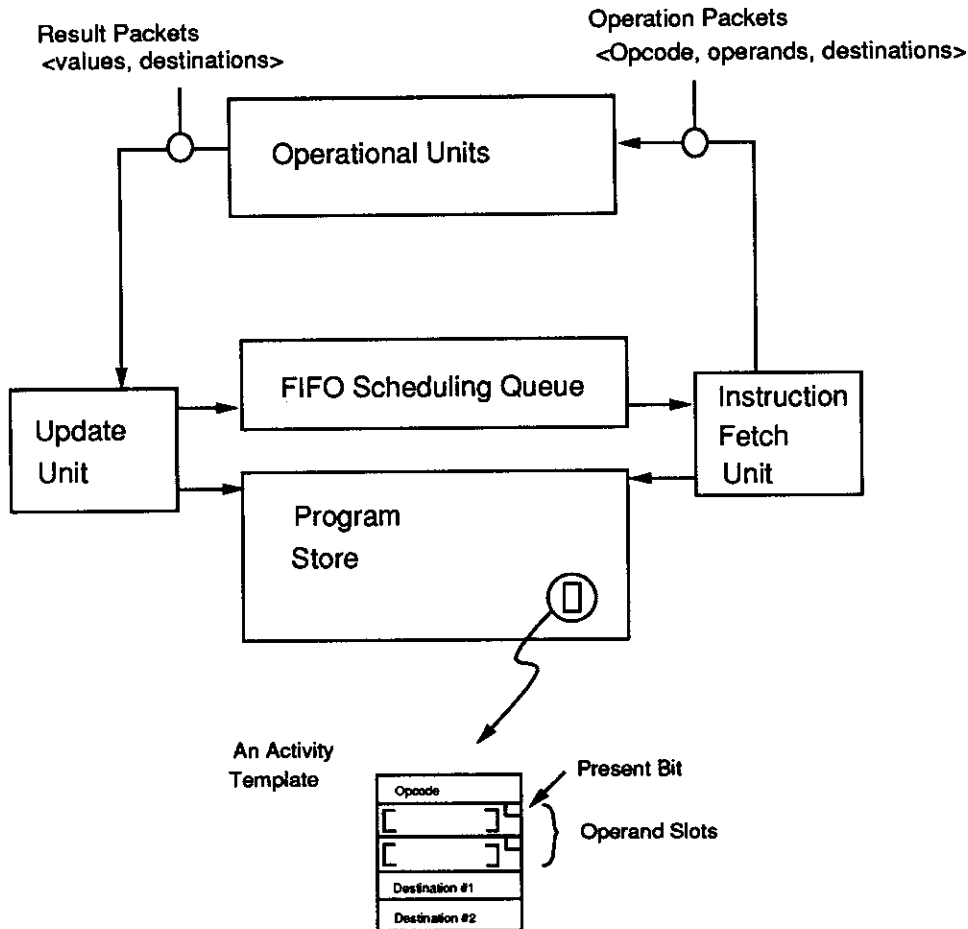 Result Packets
<values, destinations>
Operation Packets
<Opcode, operands, destinations>
Operational Units
FIFO Scheduling Queue
Update
Unit
Instruction
Fetch
Unit
Program
Store
An Activity
Template
Present Bit
Operand Slots
Opcode
Destination #1
Destination #2